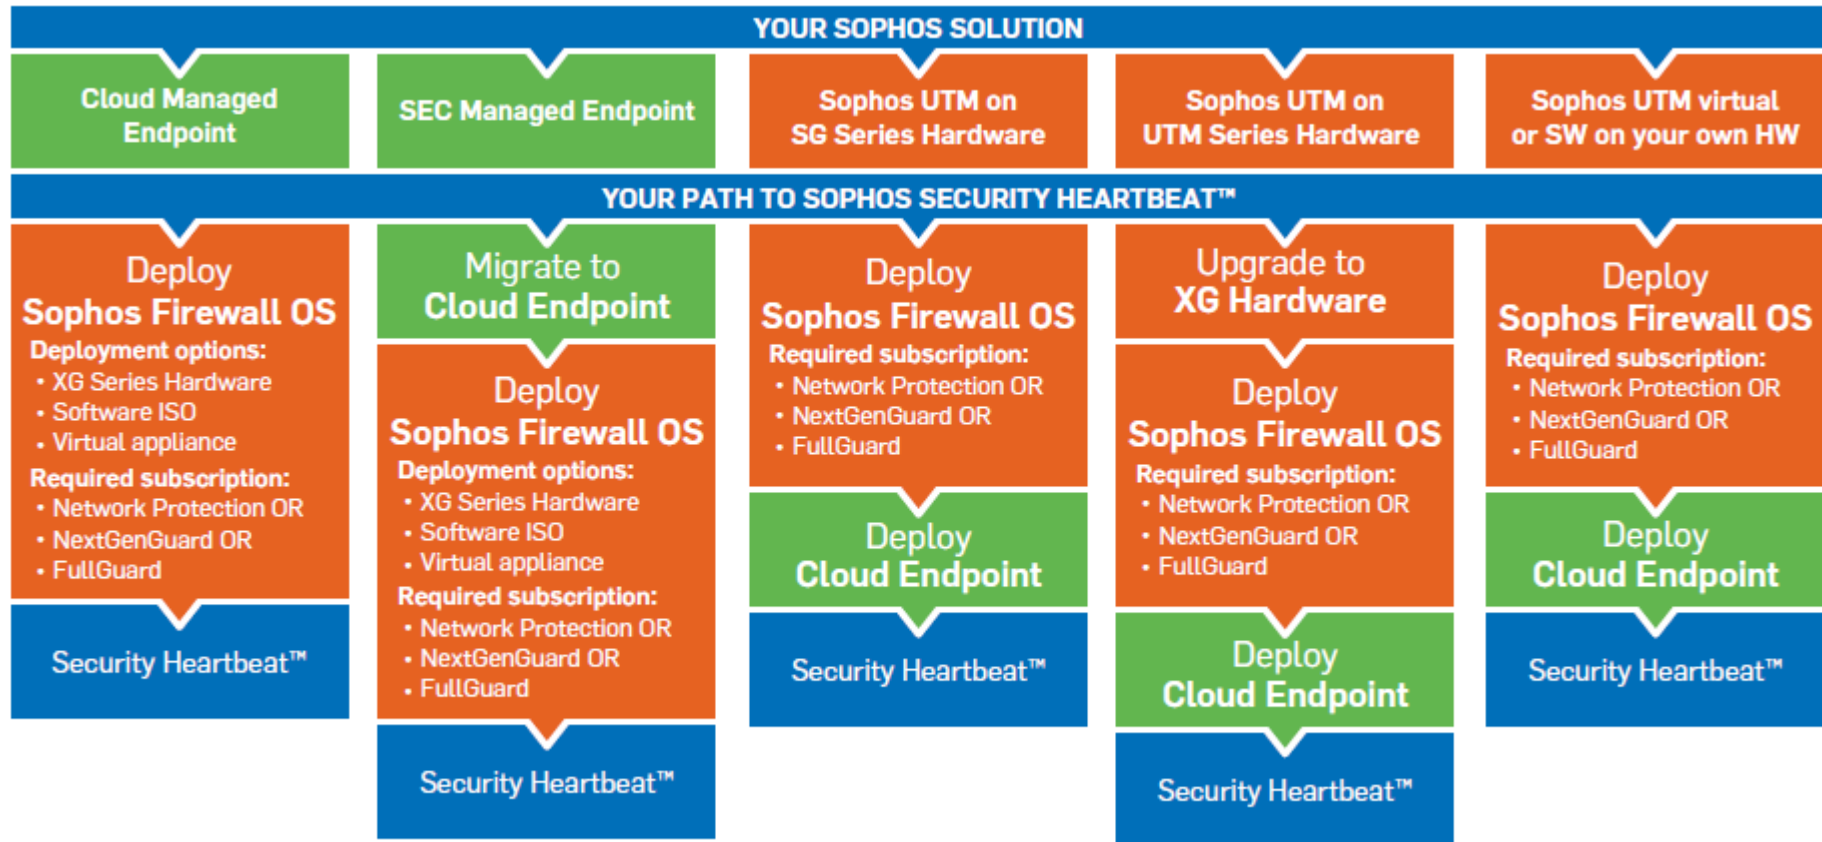 YOUR SOPHOS SOLUTION
Cloud Managed
Endpoint
SEC Managed Endpoint
Sophos UTM on
SG Series Hardware
Sophos UTM on
UTM Series Hardware
Sophos UTM virtual
or SW on your own HW
YOUR PATH TO SOPHOS SECURITY HEARTBEAT™
Deploy
Sophos Firewall OS
Deployment options:
• XG Series Hardware
• Software ISO
• Virtual appliance
Required subscription:
• Network Protection OR
• NextGenGuard OR
• FullGuard
Security Heartbeat™
Migrate to
Cloud Endpoint
Deploy
Sophos Firewall OS
Deployment options:
• XG Series Hardware
• Software ISO
• Virtual appliance
Required subscription:
• Network Protection OR
• NextGenGuard OR
• FullGuard
Security Heartbeat™
Deploy
Sophos Firewall OS
Required subscription:
• Network Protection OR
• NextGenGuard OR
• FullGuard
Deploy
Cloud Endpoint
Security Heartbeat™
Upgrade to
XG Hardware
Deploy
Sophos Firewall OS
Required subscription:
• Network Protection OR
• NextGenGuard OR
• FullGuard
Deploy
Cloud Endpoint
Security Heartbeat™
Deploy
Sophos Firewall OS
Required subscription:
• Network Protection OR
• NextGenGuard OR
• FullGuard
Deploy
Cloud Endpoint
Security Heartbeat™